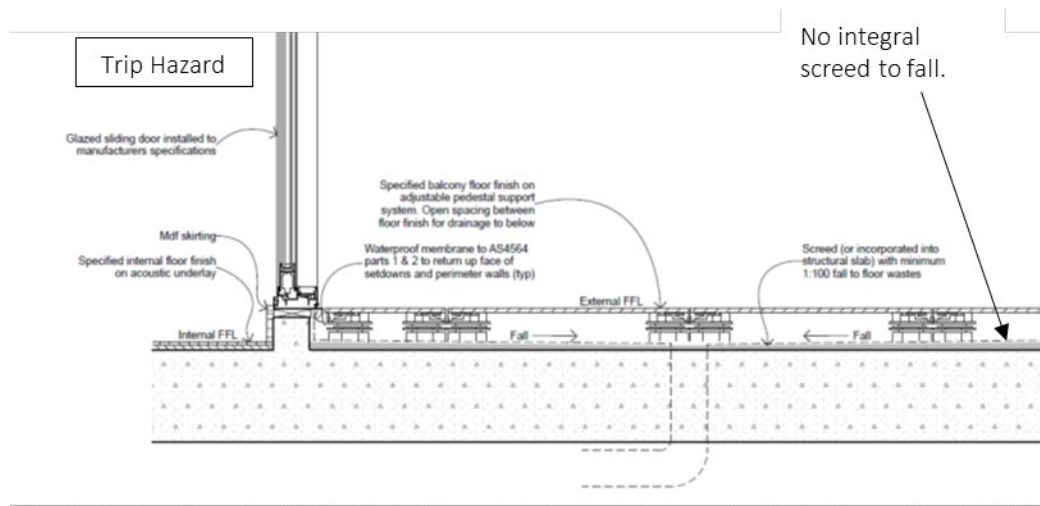 Trip Hazard
No integral
screed to fall.
Glazed sliding door installed to
manufacturers specifications
Specified balcony floor finish on
adjustable pedestal support
system. Open spacing between
floor finish for drainage to below
Mdf skirting
Specified internal floor finish
on acoustic underlay
Waterproof membrane to AS4564
parts 1 & 2 to return up face of
setdowns and perimeter walls (typ)
Screed (or incorporated into
structural slab) with minimum
1:100 fall to floor wastes
External FFL
Internal FFL
Fall
Fall